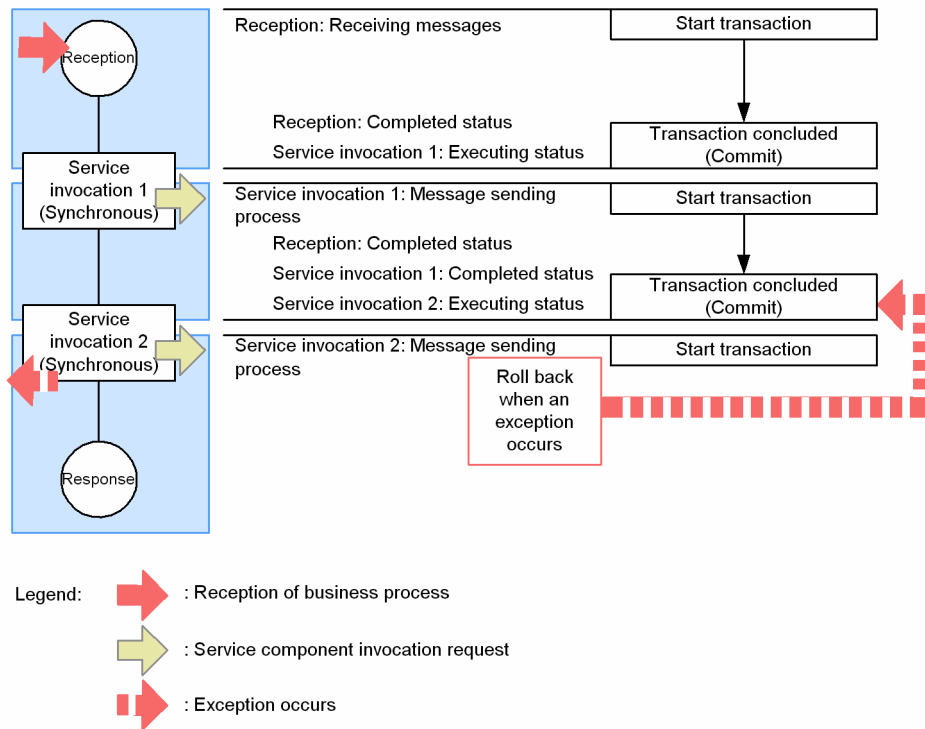 Reception
Reception: Receiving messages
Start transaction
Reception: Completed status
Service invocation 1: Executing status
Transaction concluded
(Commit)
Service
invocation 1
(Synchronous)
Service invocation 1: Message sending
process
Start transaction
Reception: Completed status
Service invocation 1: Completed status
Service invocation 2: Executing status
Transaction concluded
(Commit)
Service
invocation 2
(Synchronous)
Service invocation 2: Message sending
process
Start transaction
Roll back
when an
exception
occurs
Response
Legend:
: Reception of business process
: Service component invocation request
: Exception occurs